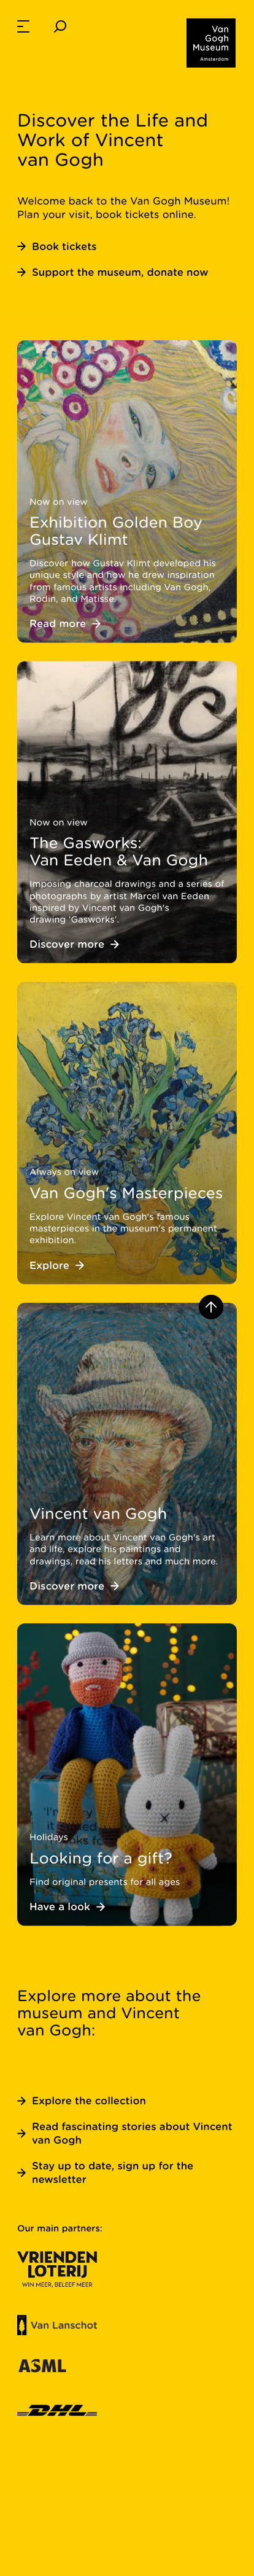 Van
Gogh
Museum
Amsterdam
Discover the Life and
Work of Vincent
van Gogh
Welcome back to the Van Gogh Museum!
Plan your visit, book tickets online.
Book tickets
Support the museum, donate now
Now on view
Exhibition Golden Boy
Gustav Klimt
Discover how Gustav Klimt developed his
unique style and how he drew inspiration
from famous artists including Van Gogh,
Rodin, and Matisse.
Read more
Now on view
The Gasworks:
Van Eeden & Van Gogh
Imposing charcoal drawings and a series of
photographs by artist Marcel van Eeden
inspired by Vincent van Gogh's
drawing 'Gasworks'.
Discover more
Always on view
Van Gogh's Masterpieces
Explore Vincent van Gogh's famous
masterpieces in the museum's permanent
exhibition.
Explore
Vincent van Gogh
Learn more about Vincent van Gogh's art
and life, explore his paintings and
drawings, read his letters and much more.
Discover more
Holidays
Looking for a gift?
Find original presents for all ages
Have a look
Explore more about the
museum and Vincent
van Gogh:
Explore the collection
Read fascinating stories about Vincent
van Gogh
Stay up to date, sign up for the
newsletter
Our main partners:
VRIENDEN
LOTERIJ
WIN MEER, BELEEF MEER
Van Lanschot
ASML
DHL